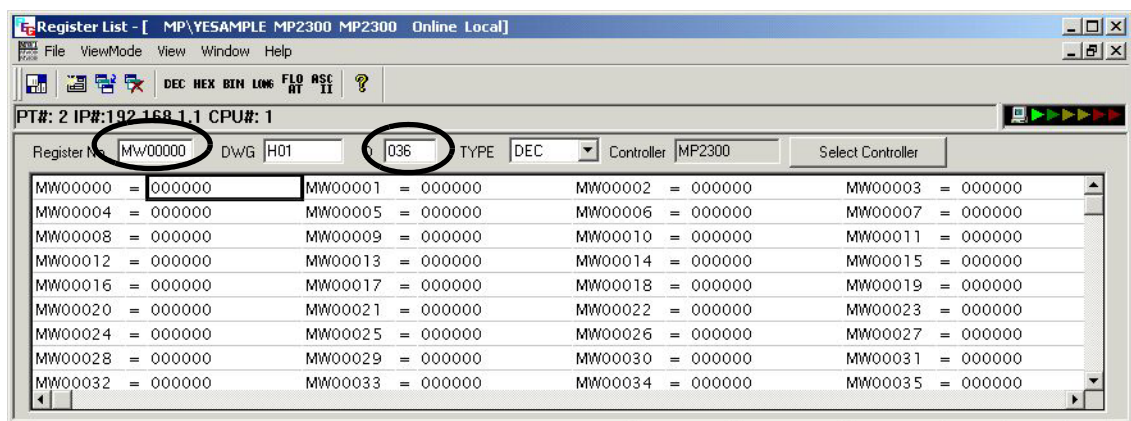 Register List - [ MP\YESAMPLE MP2300 MP2300 Online Local]
File ViewMode View Window Help
DEC HEX BIN LONG FLOAT ASCII
PT#: 2 IP#:192.168.1.1 CPU#: 1
Register No. MW00000 DWG H01 036 TYPE DEC Controller MP2300 Select Controller
MW00000 = 000000 MW00001 = 000000 MW00002 = 000000 MW00003 = 000000
MW00004 = 000000 MW00005 = 000000 MW00006 = 000000 MW00007 = 000000
MW00008 = 000000 MW00009 = 000000 MW00010 = 000000 MW00011 = 000000
MW00012 = 000000 MW00013 = 000000 MW00014 = 000000 MW00015 = 000000
MW00016 = 000000 MW00017 = 000000 MW00018 = 000000 MW00019 = 000000
MW00020 = 000000 MW00021 = 000000 MW00022 = 000000 MW00023 = 000000
MW00024 = 000000 MW00025 = 000000 MW00026 = 000000 MW00027 = 000000
MW00028 = 000000 MW00029 = 000000 MW00030 = 000000 MW00031 = 000000
MW00032 = 000000 MW00033 = 000000 MW00034 = 000000 MW00035 = 000000